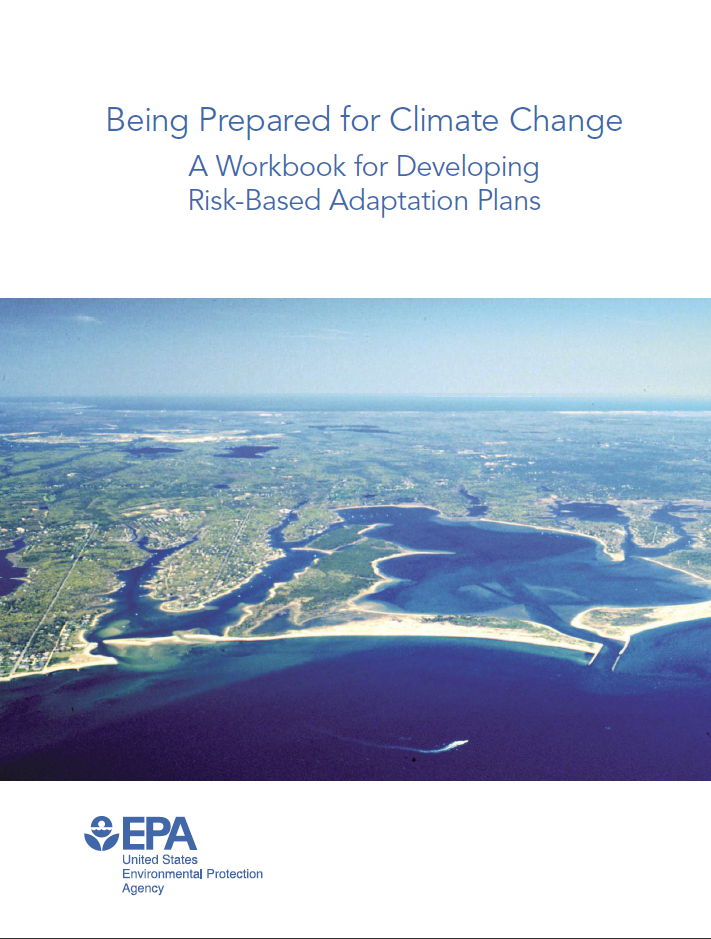 Being Prepared for Climate Change
A Workbook for Developing
Risk-Based Adaptation Plans
EPA
United States
Environmental Protection
Agency